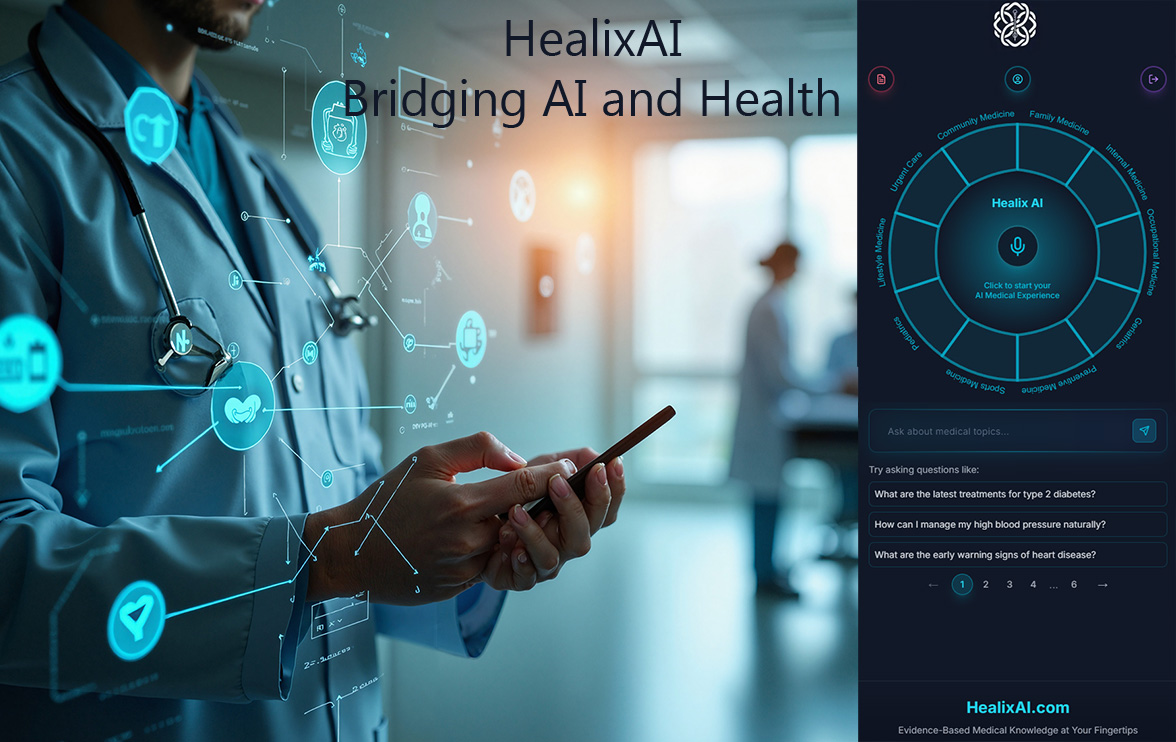 HealixAI
Bridging AI and Health
Community Medicine
Family Medicine
Internal Medicine
Occupational Medicine
Geriatrics
Preventive Medicine
Sports Medicine
Pediatrics
Lifestyle Medicine
Urgent Care
Healix AI
Click to start your
AI Medical Experience
Ask about medical topics...
Try asking questions like:
What are the latest treatments for type 2 diabetes?
How can I manage my high blood pressure naturally?
What are the early warning signs of heart disease?
← 1 2 3 4 ... 6 →
HealixAI.com
Evidence-Based Medical Knowledge at Your Fingertips